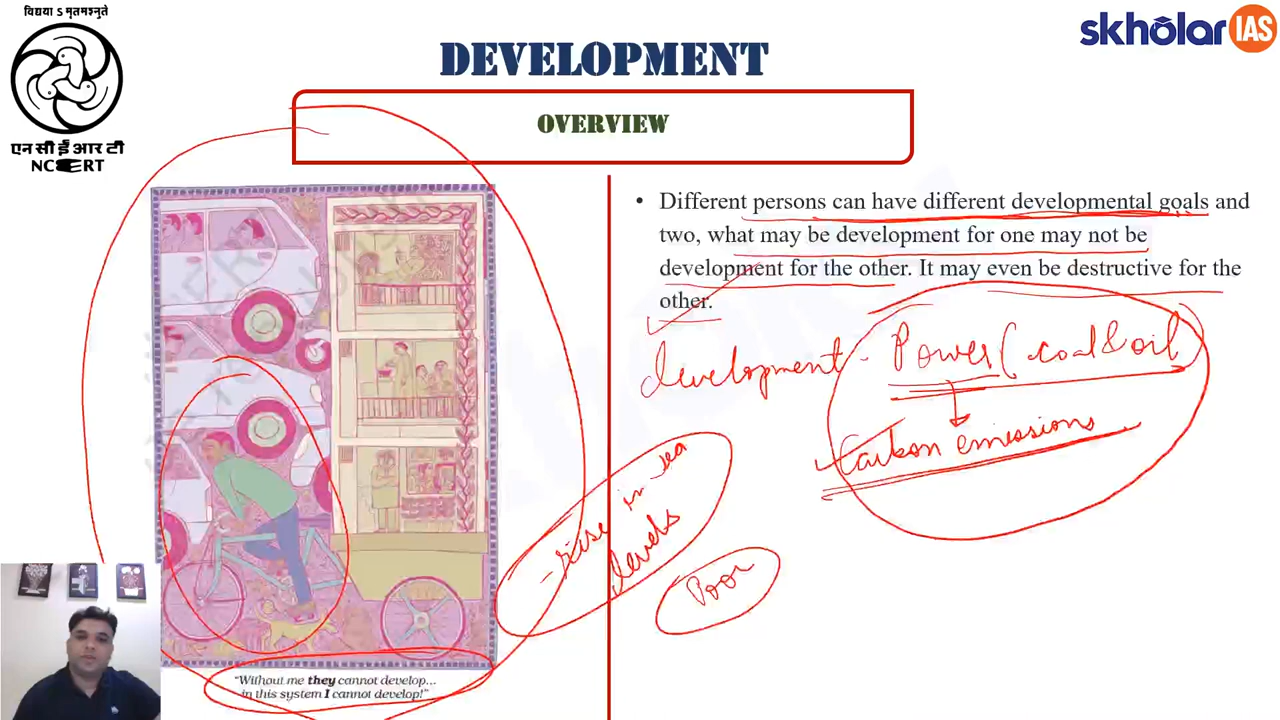 विद्यया ऽ मृतमश्नुते
एन सी ई आर टी
NCERT
skholar IAS
DEVELOPMENT
OVERVIEW
• Different persons can have different developmental goals and
two, what may be development for one may not be
development for the other. It may even be destructive for the
other.
development - Power (coal & oil)
Carbon emissions
- rise in sea
levels
Poor
"Without me they cannot develop...
in this system I cannot develop!"